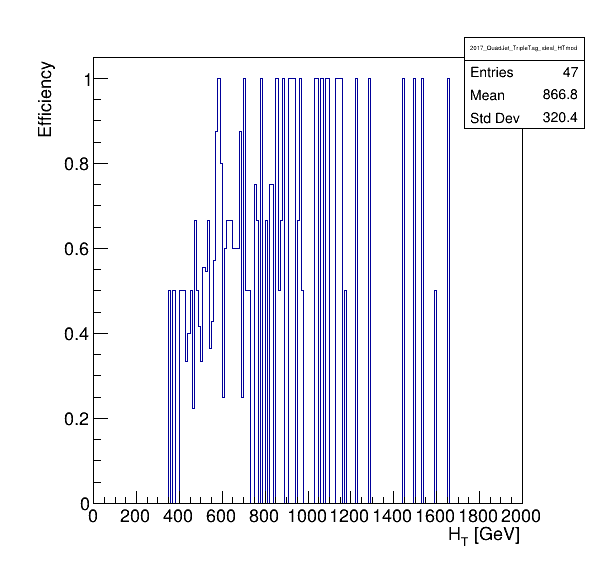 2017_QuadJet_TripleTag_ideal_HTmod
Entries 47
Mean 866.8
Std Dev 320.4
Efficiency
1
0.8
0.6
0.4
0.2
0
0 200 400 600 800 1000 1200 1400 1600 1800 2000
H_T [GeV]